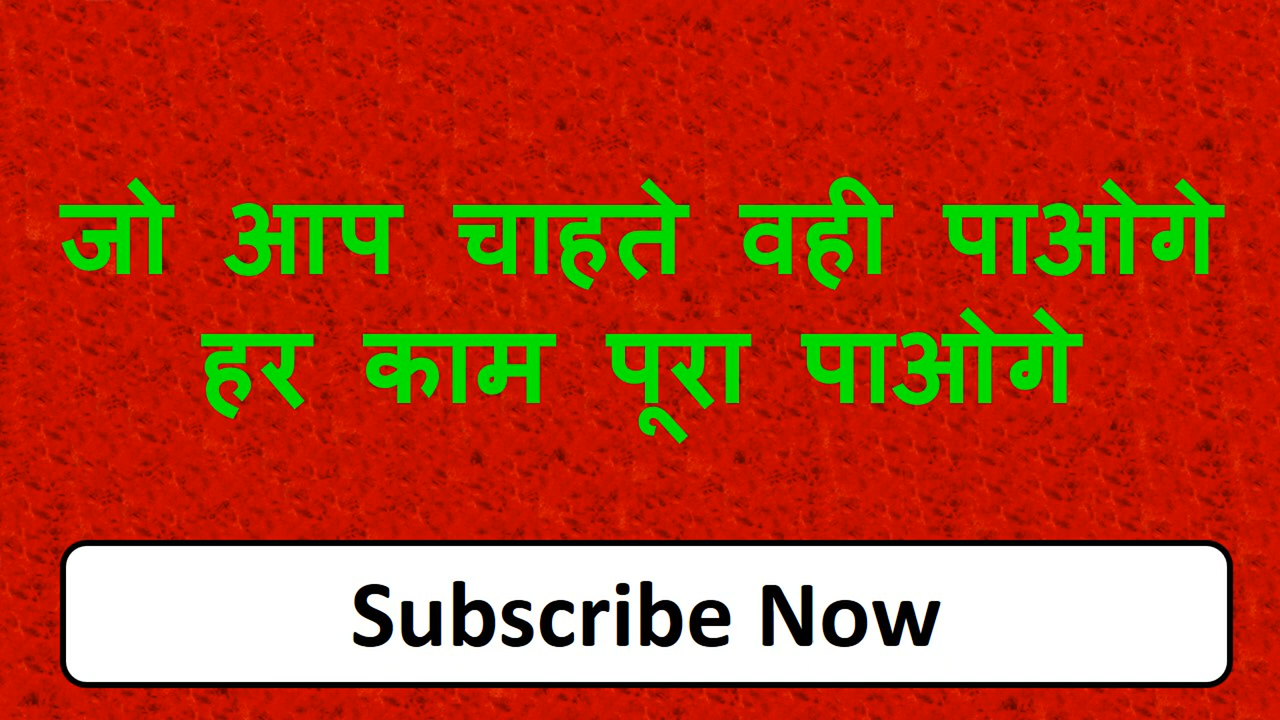 जो आप चाहते वही पाओगे
हर काम पूरा पाओगे
Subscribe Now